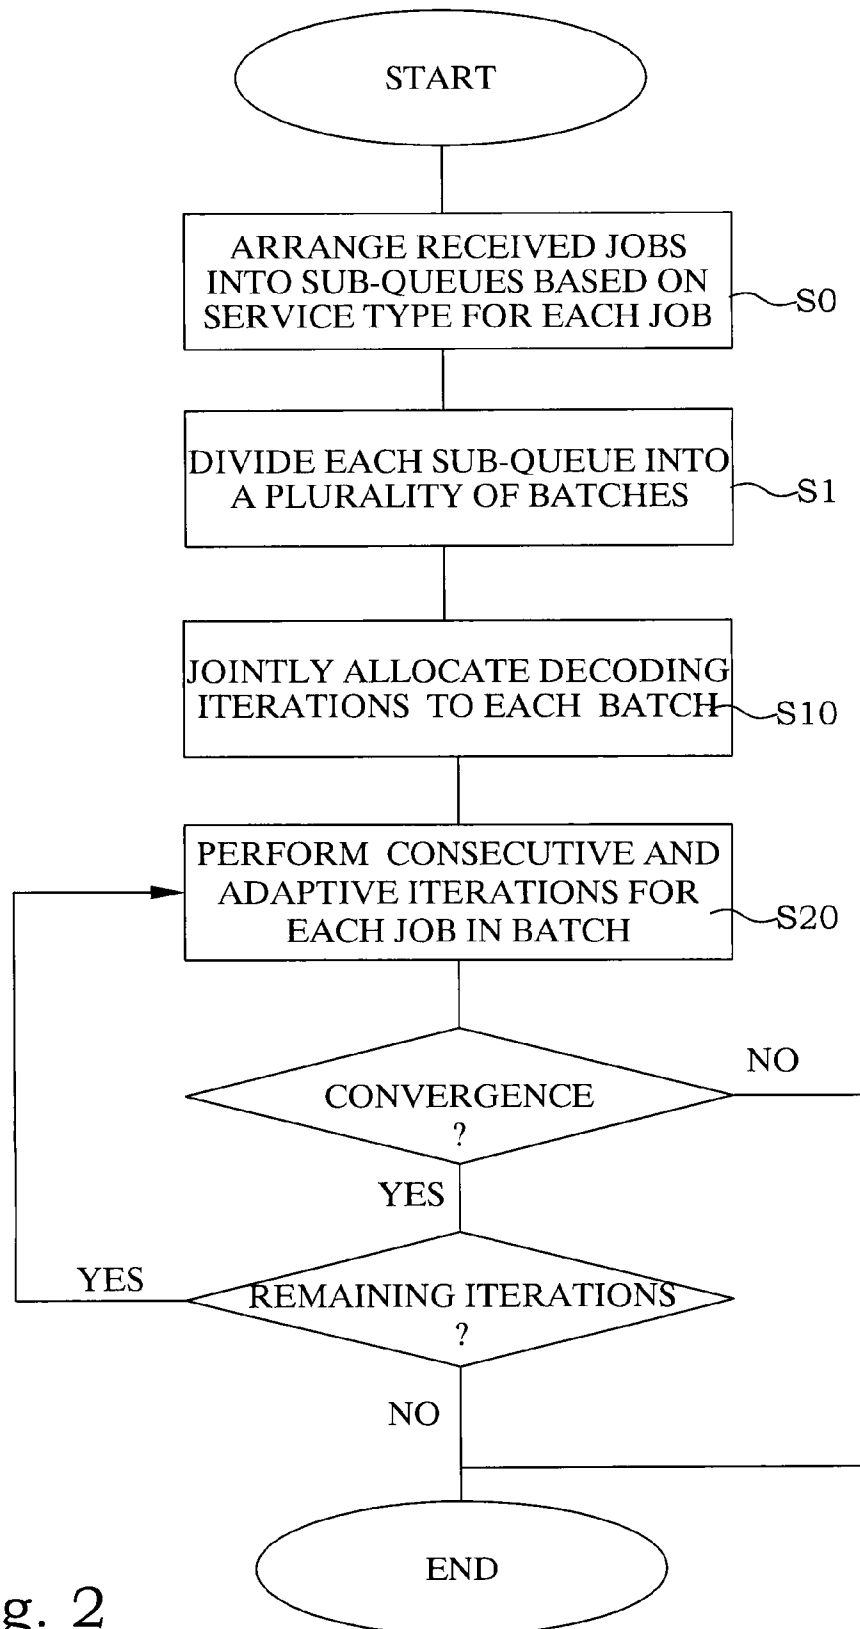 START
ARRANGE RECEIVED JOBS
INTO SUB-QUEUES BASED ON
SERVICE TYPE FOR EACH JOB
S0
DIVIDE EACH SUB-QUEUE INTO
A PLURALITY OF BATCHES
S1
JOINTLY ALLOCATE DECODING
ITERATIONS TO EACH BATCH
S10
PERFORM CONSECUTIVE AND
ADAPTIVE ITERATIONS FOR
EACH JOB IN BATCH
S20
NO
CONVERGENCE
?
YES
YES
REMAINING ITERATIONS
?
NO
END
g. 2